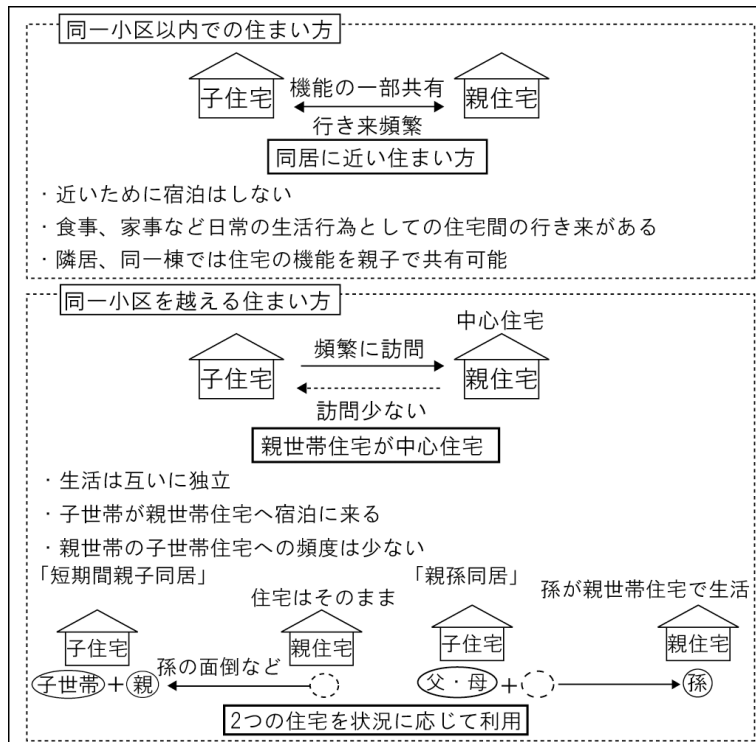 同一小区以内での住まい方
機能の一部共有
子住宅
親住宅
行き来頻繁
同居に近い住まい方
・近いために宿泊はしない
・食事、家事など日常の生活行為としての住宅間の行き来がある
・隣居、同一棟では住宅の機能を親子で共有可能
同一小区を越える住まい方
中心住宅
頻繁に訪問
子住宅
親住宅
訪問少ない
親世帯住宅が中心住宅
・生活は互いに独立
・子世帯が親世帯住宅へ宿泊に来る
・親世帯の子世帯住宅への頻度は少ない
「短期間親子同居」
住宅はそのまま
子住宅
親住宅
孫の面倒など
子世帯+親
「親孫同居」
孫が親世帯住宅で生活
子住宅
親住宅
父・母+
孫
2つの住宅を状況に応じて利用